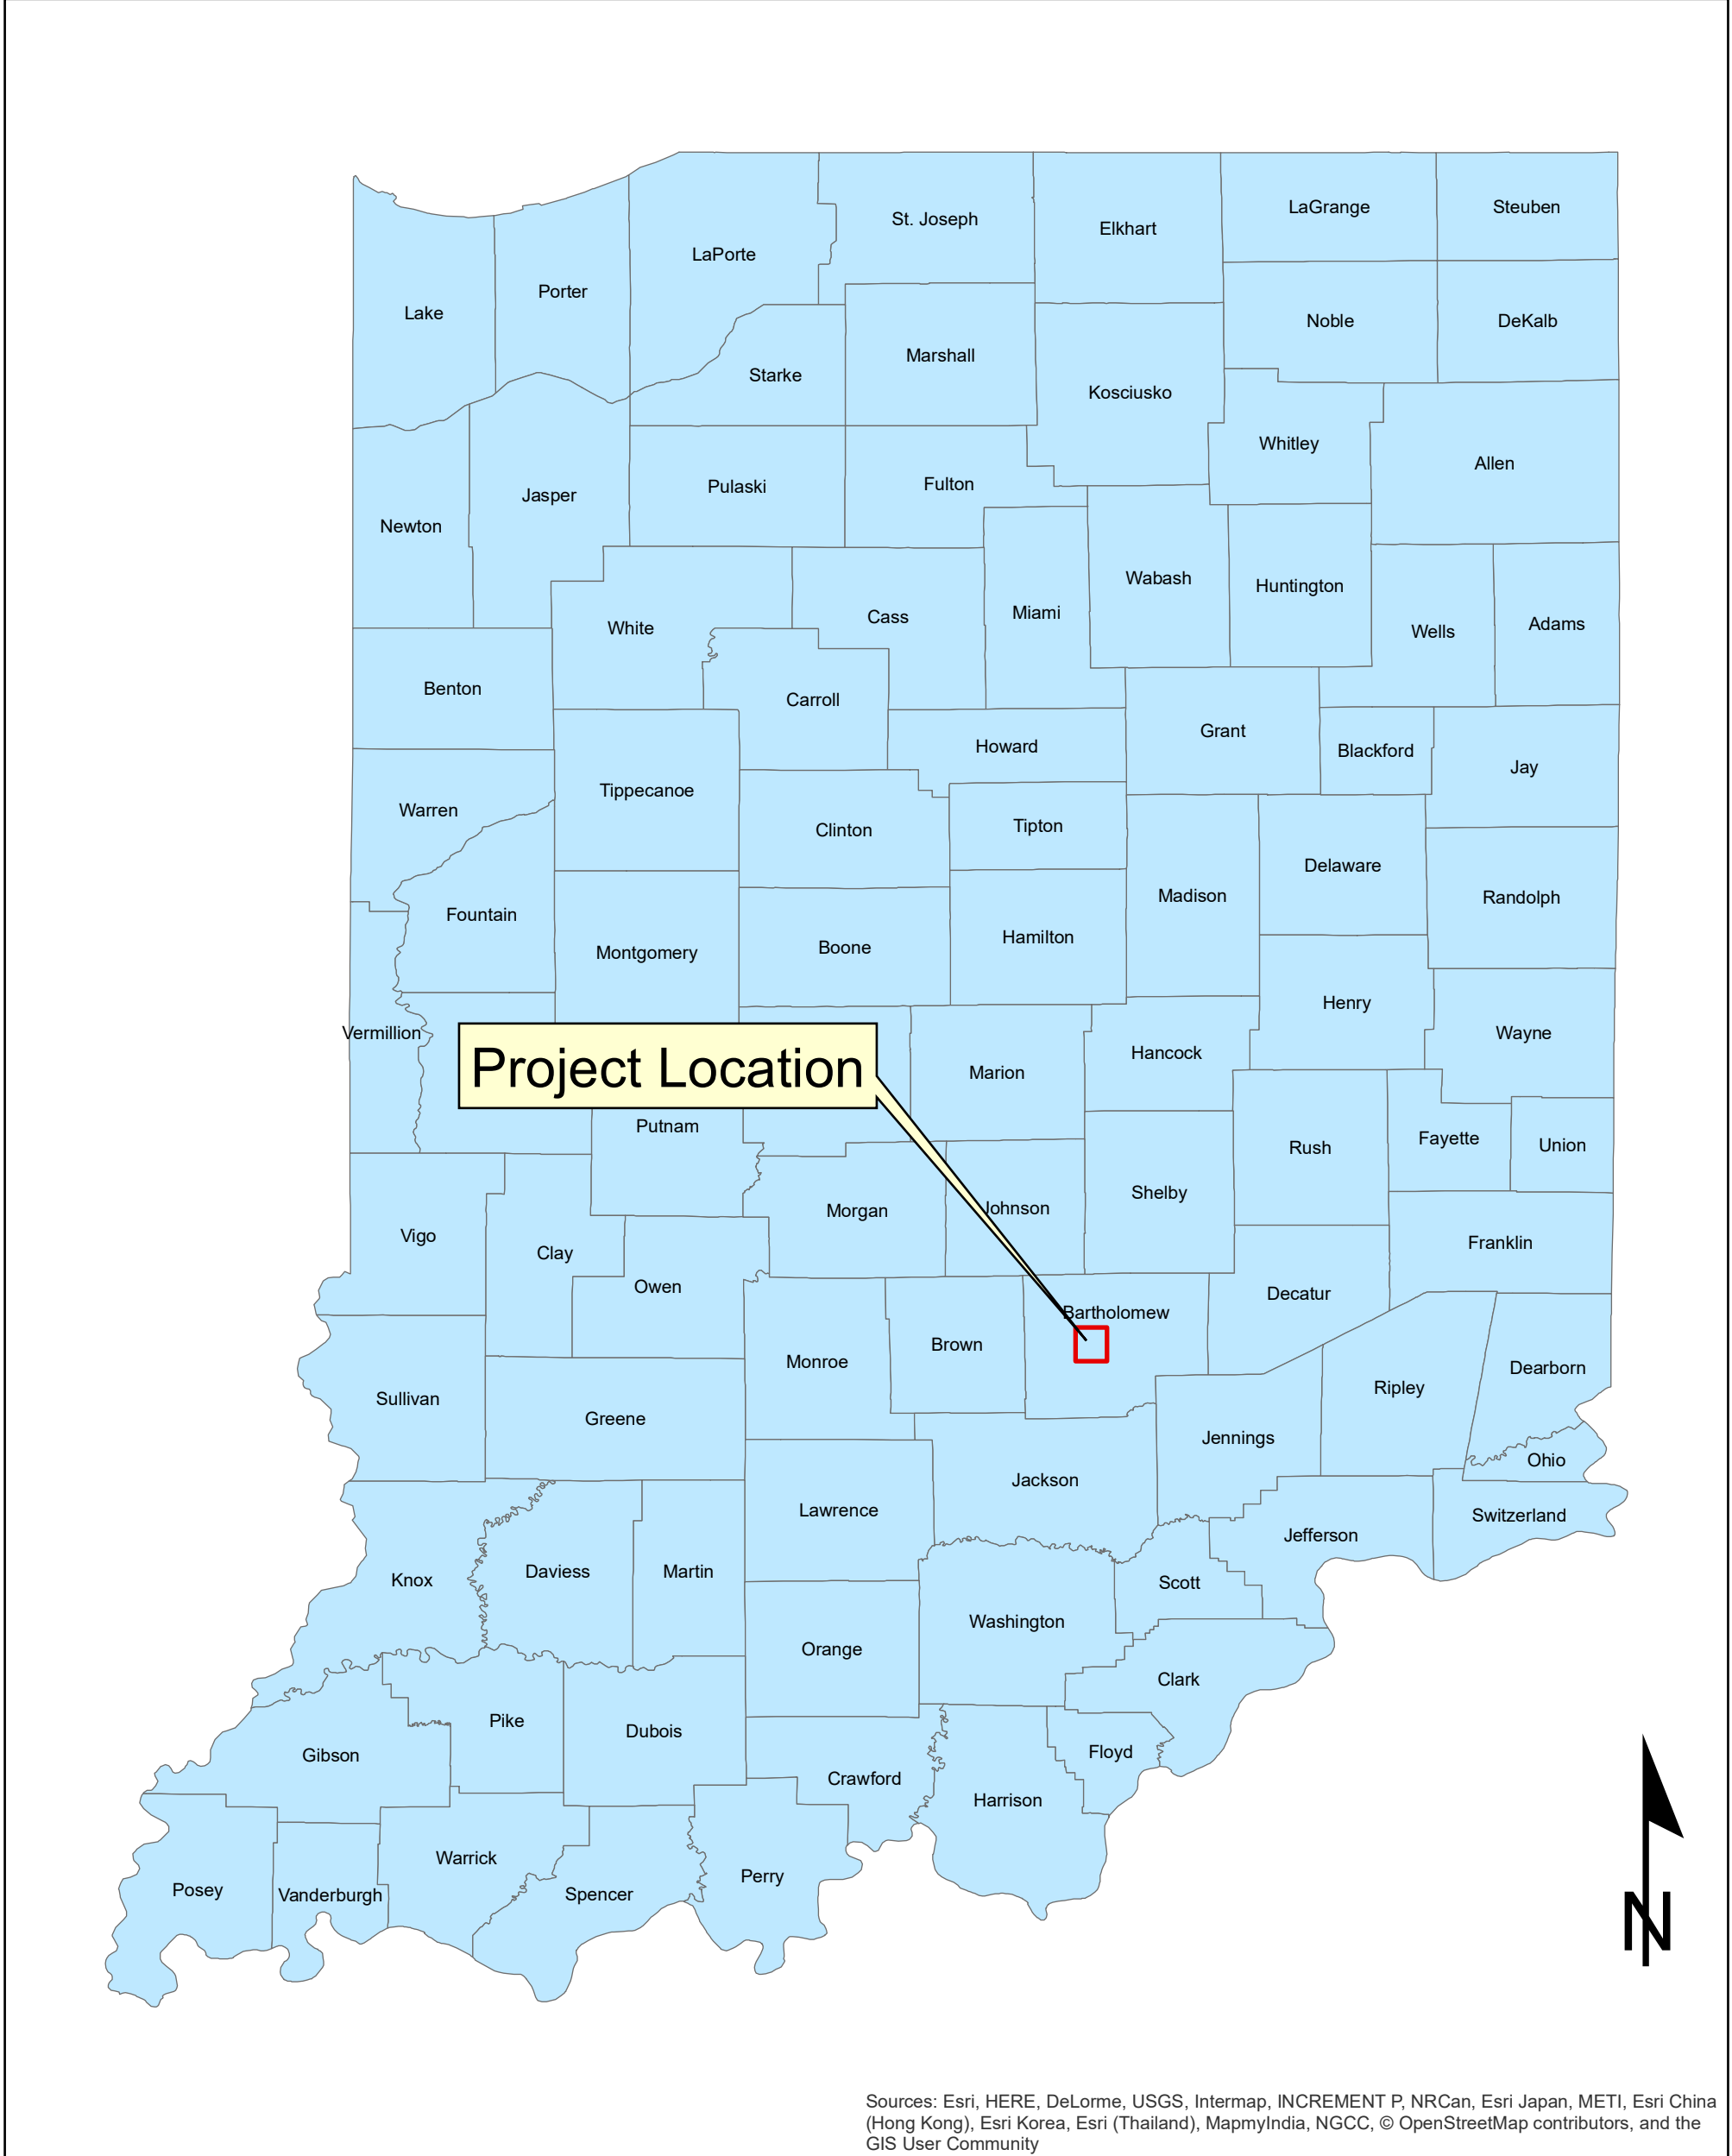 St. Joseph
LaGrange
Steuben
Elkhart
LaPorte
Porter
Lake
Noble
DeKalb
Marshall
Starke
Kosciusko
Whitley
Allen
Fulton
Pulaski
Jasper
Newton
Wabash
Huntington
Miami
Cass
White
Wells
Adams
Benton
Carroll
Grant
Howard
Blackford
Jay
Tippecanoe
Warren
Clinton
Tipton
Delaware
Madison
Randolph
Fountain
Hamilton
Boone
Montgomery
Henry
Wayne
Vermillion
Hancock
Project Location
Marion
Putnam
Rush
Fayette
Union
Shelby
Johnson
Morgan
Vigo
Clay
Franklin
Owen
Decatur
Bartholomew
Brown
Monroe
Dearborn
Ripley
Sullivan
Greene
Jennings
Ohio
Jackson
Lawrence
Switzerland
Jefferson
Knox
Daviess
Martin
Scott
Washington
Orange
Clark
Pike
Dubois
Gibson
Floyd
Crawford
Harrison
Warrick
Perry
Posey
Vanderburgh
Spencer
N
Sources: Esri, HERE, DeLorme, USGS, Intermap, INCREMENT P, NRCan, Esri Japan, METI, Esri China
(Hong Kong), Esri Korea, Esri (Thailand), MapmyIndia, NGCC, © OpenStreetMap contributors, and the
GIS User Community